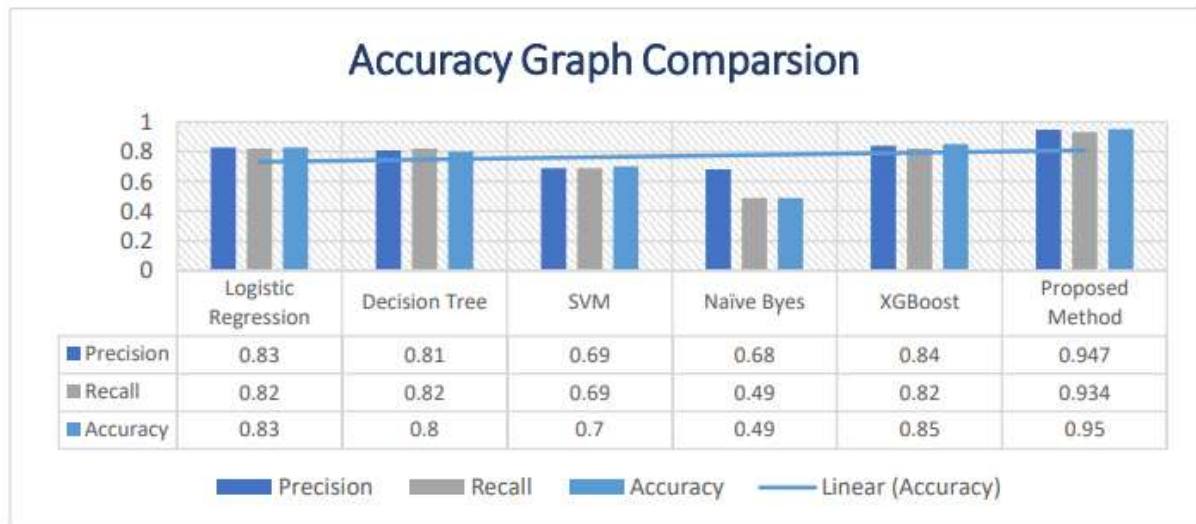 Accuracy Graph Comparsion
1
0.8
0.6
0.4
0.2
0
Logistic Regression Decision Tree SVM Naïve Byes XGBoost Proposed Method
Precision 0.83 0.81 0.69 0.68 0.84 0.947
Recall 0.82 0.82 0.69 0.49 0.82 0.934
Accuracy 0.83 0.8 0.7 0.49 0.85 0.95
Precision Recall Accuracy Linear (Accuracy)